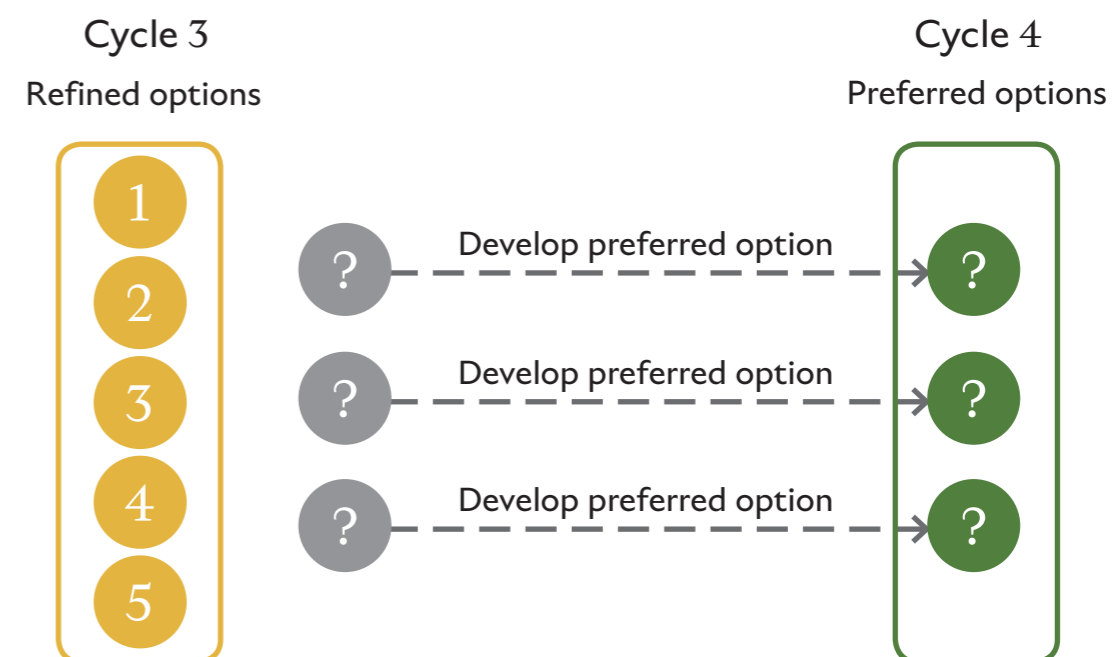 Cycle 3
Refined options
1
2
3
4
5
?
Develop preferred option
?
?
Develop preferred option
?
?
Develop preferred option
?
Cycle 4
Preferred options